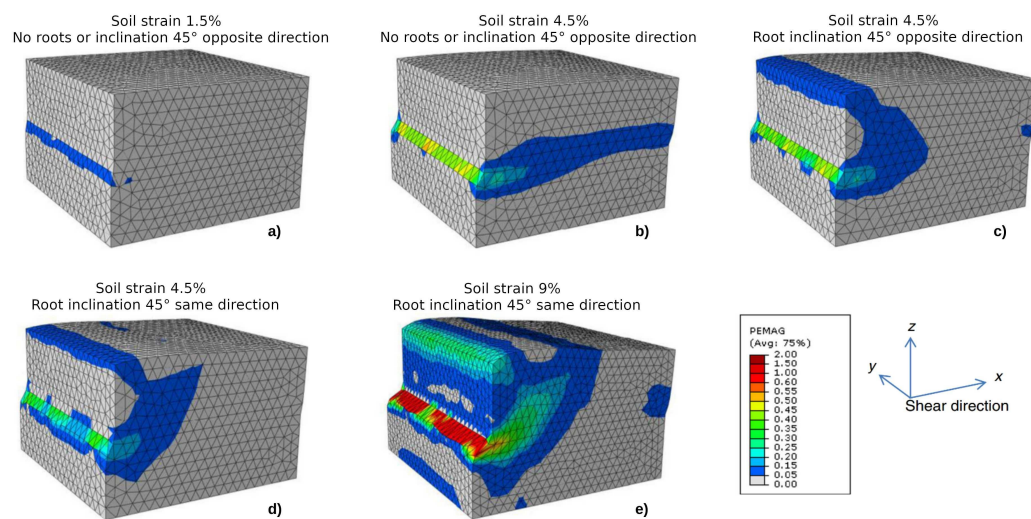 Soil strain 1.5%
No roots or inclination 45° opposite direction
a)
Soil strain 4.5%
No roots or inclination 45° opposite direction
b)
Soil strain 4.5%
Root inclination 45° opposite direction
c)
Soil strain 4.5%
Root inclination 45° same direction
d)
Soil strain 9%
Root inclination 45° same direction
e)
PEMAG
(Avg: 75%)
2.00
1.50
1.00
0.60
0.55
0.50
0.45
0.40
0.35
0.30
0.25
0.20
0.15
0.05
0.00
z
y
x
Shear direction